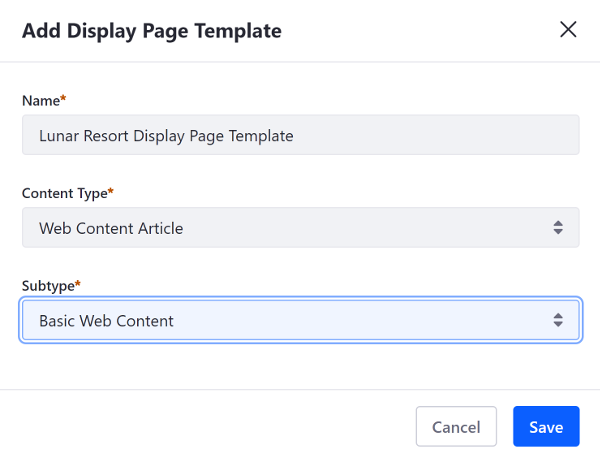 Add Display Page Template
Name*
Lunar Resort Display Page Template
Content Type*
Web Content Article
Subtype*
Basic Web Content
Cancel
Save